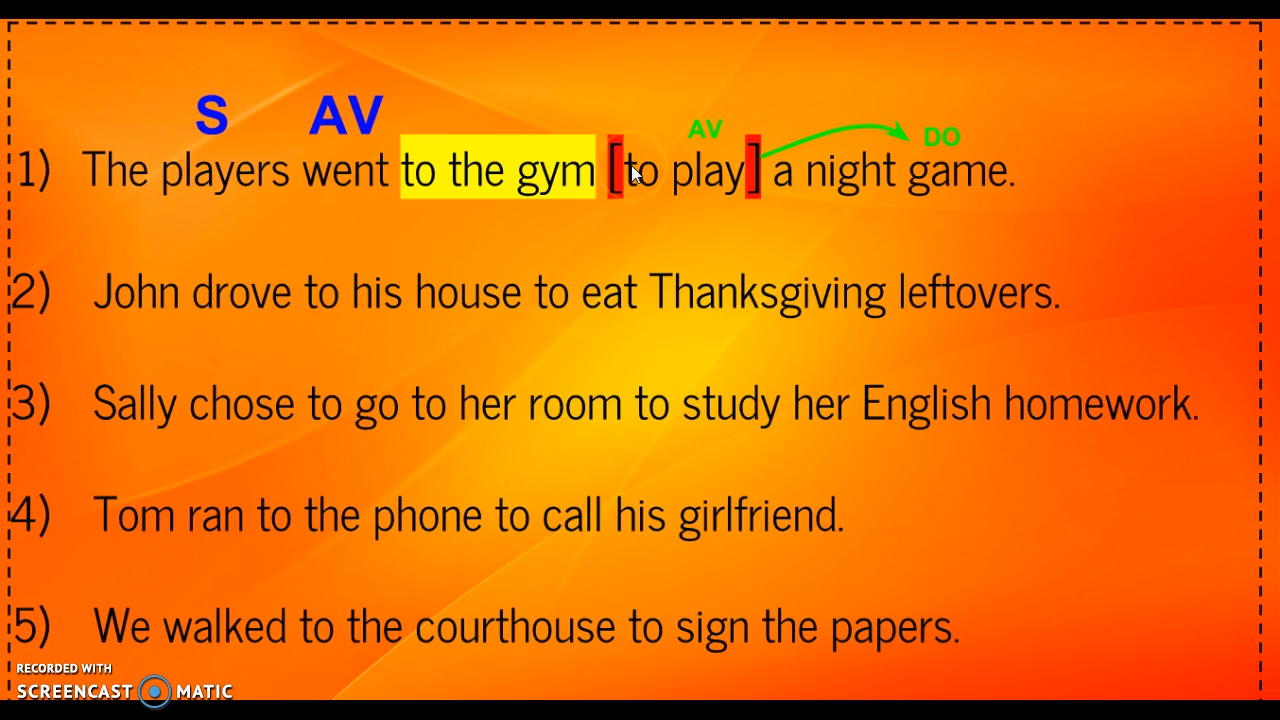 S AV AV DO
1) The players went to the gym [to play] a night game.
2) John drove to his house to eat Thanksgiving leftovers.
3) Sally chose to go to her room to study her English homework.
4) Tom ran to the phone to call his girlfriend.
5) We walked to the courthouse to sign the papers.
RECORDED WITH
SCREENCAST MATIC